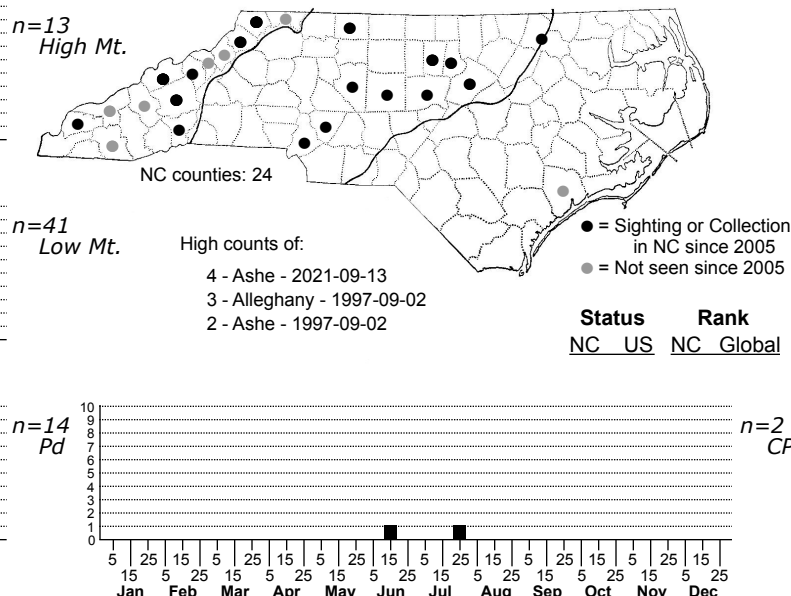 n=13
High Mt.
NC counties: 24
n=41
Low Mt.
High counts of:
4 - Ashe - 2021-09-13
3 - Alleghany - 1997-09-02
2 - Ashe - 1997-09-02
= Sighting or Collection
in NC since 2005
= Not seen since 2005
Status Rank
NC US NC Global
n=14
Pd
n=2
CP
10
9
8
7
6
5
4
3
2
1
0
5 25 15 5 25 15 5 25 15 5 25 15 5 25 15 5 25 15
15 5 25 15 5 25 15 5 25 15 5 25 15 5 25 15 5 25
Jan Feb Mar Apr May Jun Jul Aug Sep Oct Nov Dec